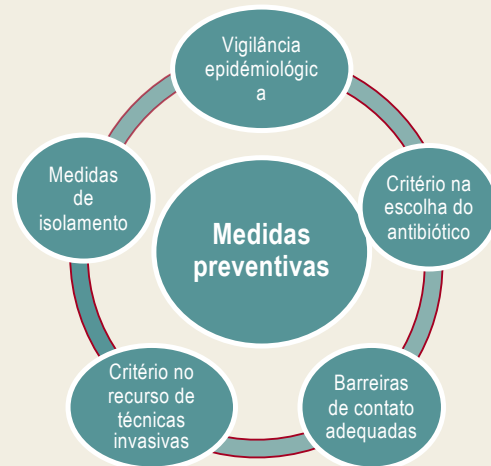 Vigilância
epidémiológic
a
Critério na
escolha do
antibiótico
Barreiras
de contato
adequadas
Critério no
recurso de
técnicas
invasivas
Medidas
de
isolamento
Medidas
preventivas